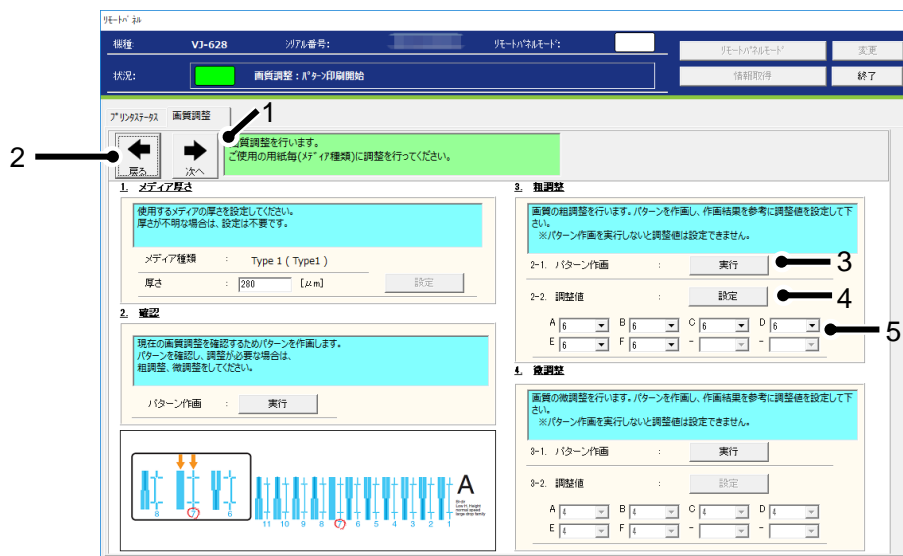 リモートパネル
機種: VJ-628 シリアル番号: リモートパネルモード: リモートパネルモード 変更
状況: 画質調整：パターン印刷開始 情報取得 終了
プリンタステータス 画質調整
1
2
戻る 次へ
画質調整を行います。
ご使用の用紙毎(メディア種類)に調整を行ってください。
1. メディア厚さ
使用するメディアの厚さを設定してください。
厚さが不明な場合は、設定は不要です。
メディア種類 : Type 1 ( Type1 )
厚さ : 280 [μm] 設定
2. 確認
現在の画質調整を確認するためパターンを作画します。
パターンを確認し、調整が必要な場合は、
粗調整、微調整をしてください。
パターン作画 : 実行
8 7 6
11 10 9 8 7 6 5 4 3 2 1
A
normal speed
large drop family
3. 粗調整
画質の粗調整を行います。パターンを作画し、作画結果を参考に調整値を設定して下
さい。
※パターン作画を実行しないと調整値は設定できません。
2-1. パターン作画 : 実行
3
2-2. 調整値 : 設定
4
A 6 B 6 C 6 D 6
5
E 6 F 6 - -
4. 微調整
画質の微調整を行います。パターンを作画し、作画結果を参考に調整値を設定して下
さい。
※パターン作画を実行しないと調整値は設定できません。
3-1. パターン作画 : 実行
3-2. 調整値 : 設定
A 4 B 4 C 4 D 4
E 4 F 4 - -